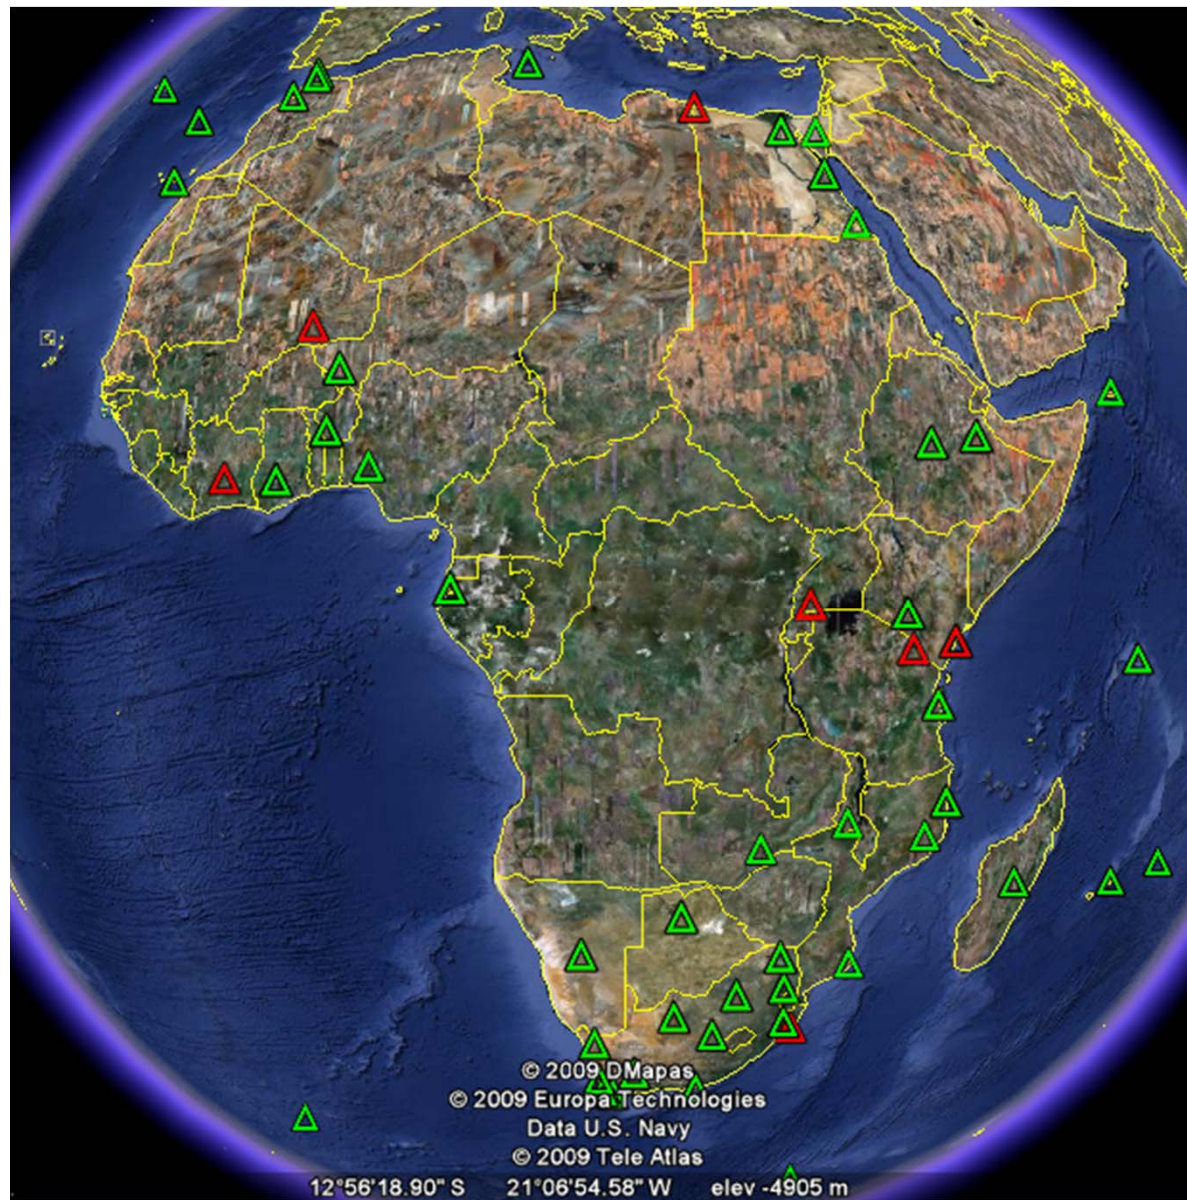 © 2009 DMapas
© 2009 Europa Technologies
Data U.S. Navy
© 2009 Tele Atlas
12°56'18.90" S 21°06'54.58" W elev -4905 m